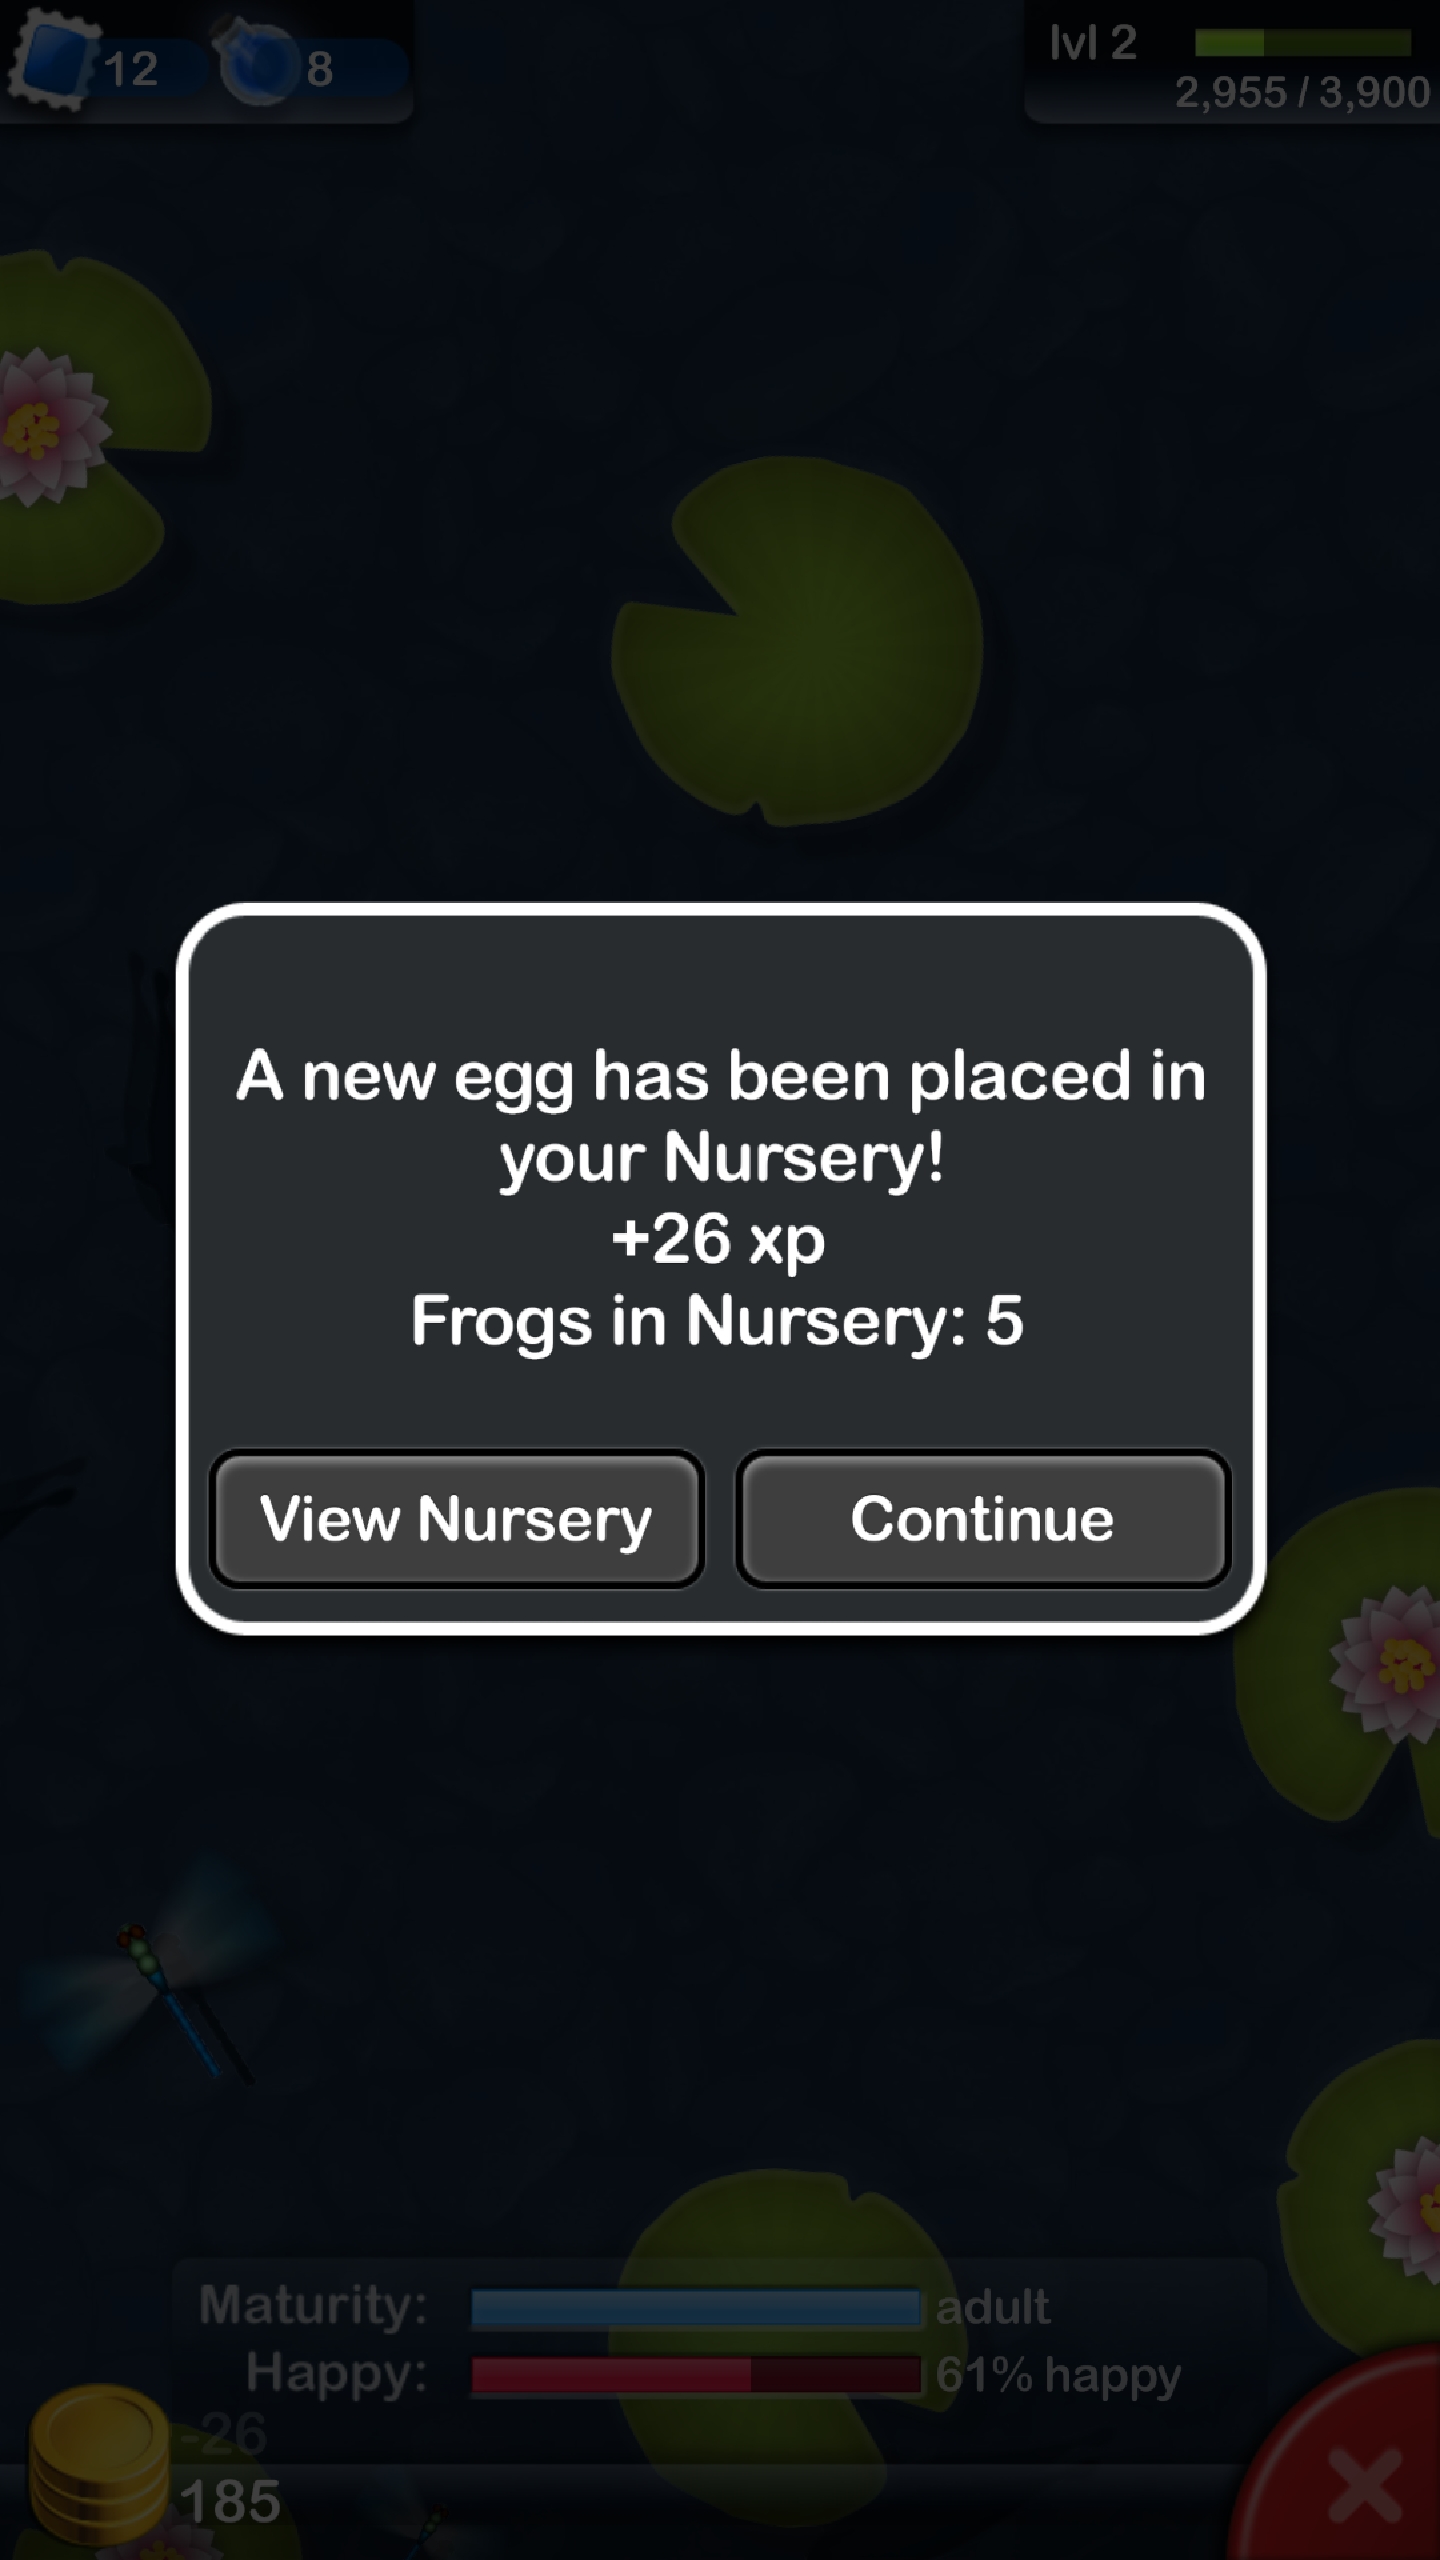 12
8
lvl 2
2,955 / 3,900
A new egg has been placed in
your Nursery!
+26 xp
Frogs in Nursery: 5
View Nursery
Continue
Maturity:
adult
Happy:
61% happy
-26
185